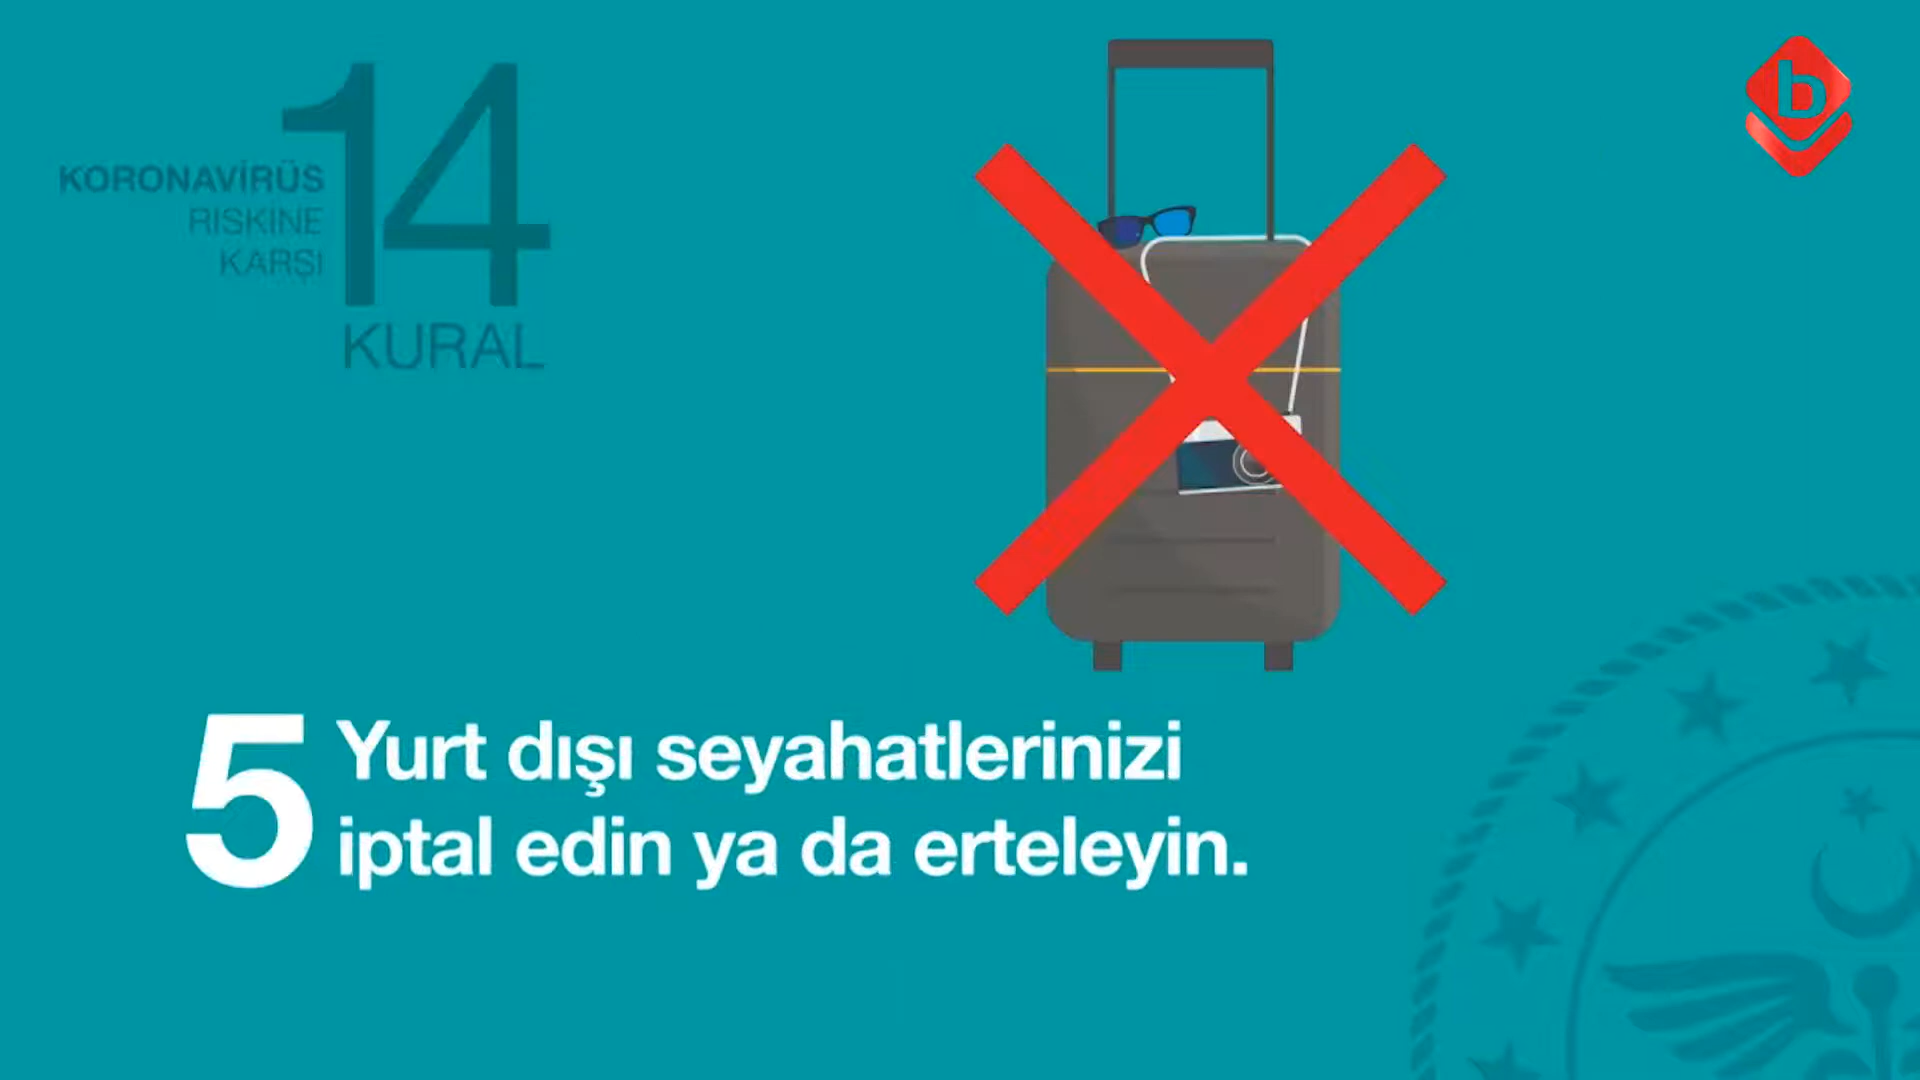 KORONAVİRÜS
RİSKİNE
KARŞI
14
KURAL
b
5 Yurt dışı seyahatlerinizi
iptal edin ya da erteleyin.